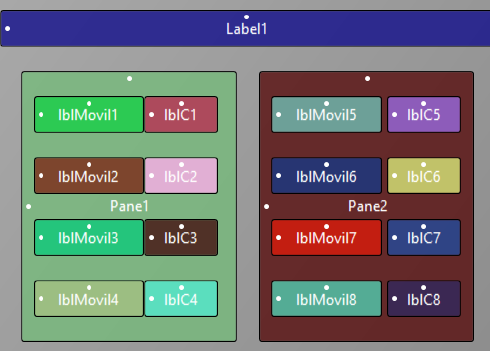 Label1
lblMovil1 lblC1
lblMovil2 lblC2
Pane1
lblMovil3 lblC3
lblMovil4 lblC4
lblMovil5 lblC5
lblMovil6 lblC6
Pane2
lblMovil7 lblC7
lblMovil8 lblC8